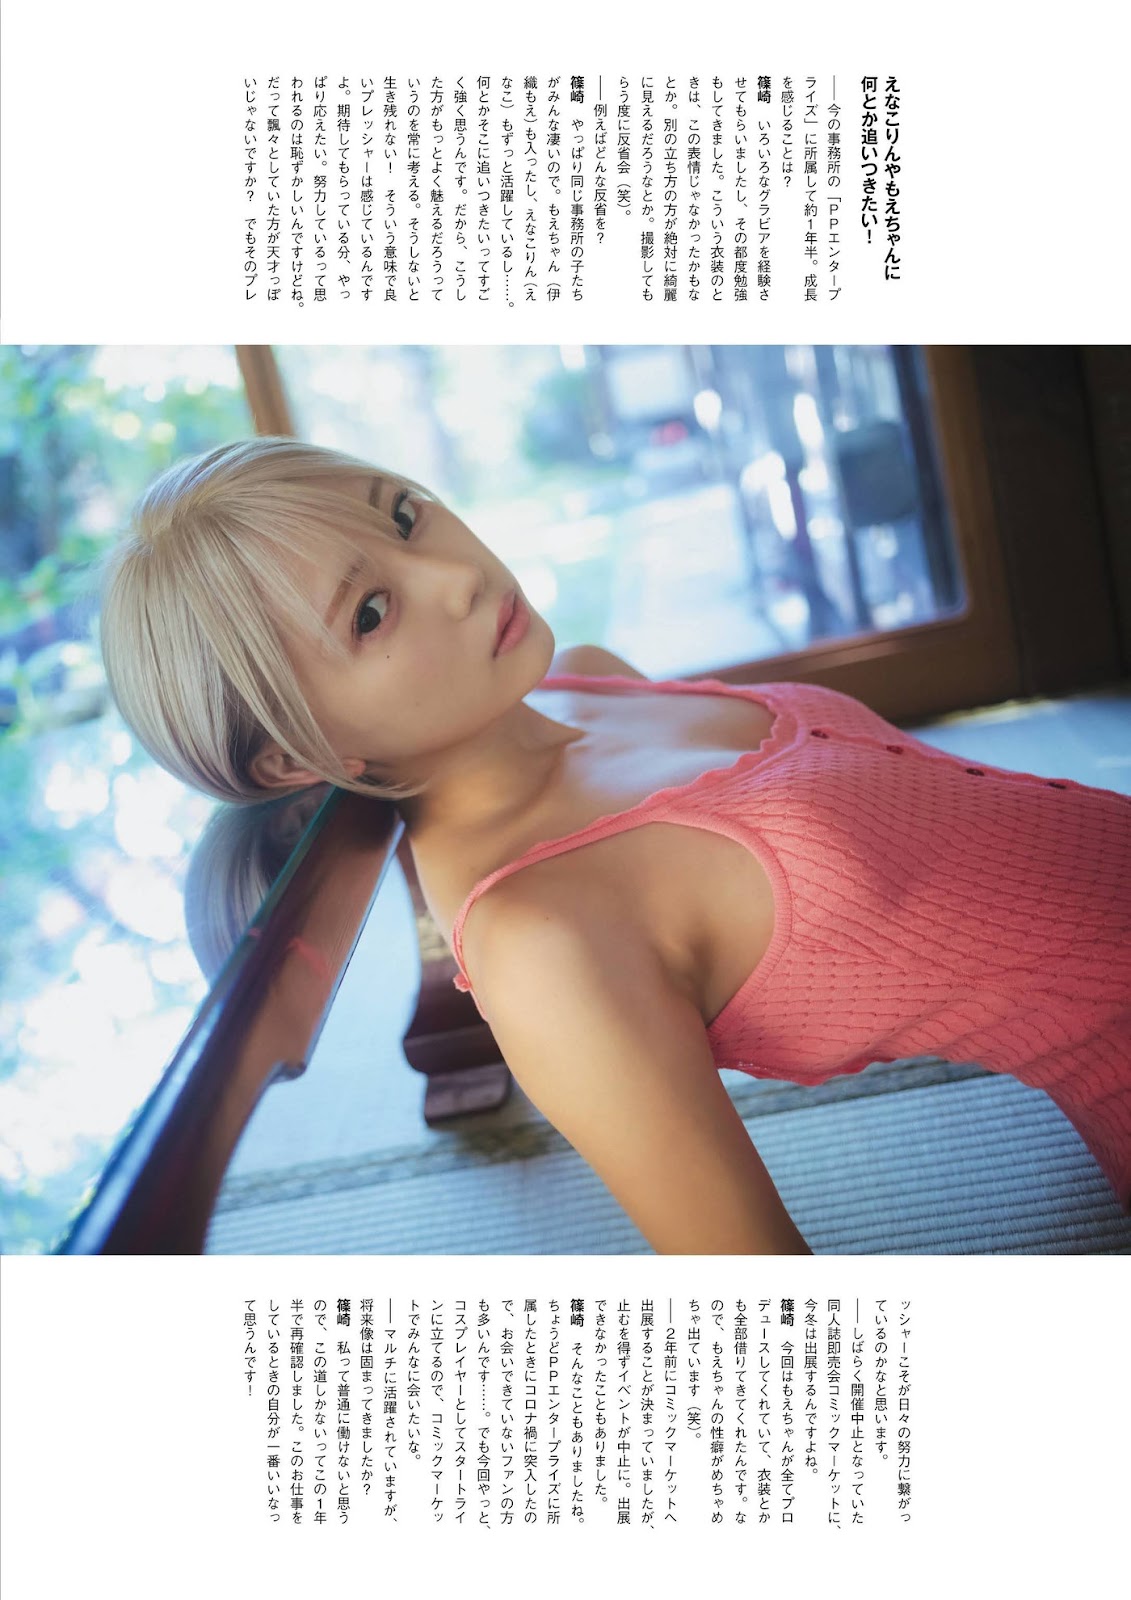 えなこりんやもえちゃんに
何とか追いつきたい！
――今の事務所の「ＰＰエンタープ
ライズ」に所属して約１年半。成長
を感じることは？
篠崎　いろいろなグラビアを経験さ
せてもらいましたし、その都度勉強
もしてきました。こういう衣装のと
きは、この表情じゃなかったかもな
とか。別の立ち方の方が絶対に綺麗
に見えるだろうなとか。撮影しても
らう度に反省会（笑）。
――例えばどんな反省を？
篠崎　やっぱり同じ事務所の子たち
がみんな凄いので。もえちゃん（伊
織もえ）も入ったし、えなこりん（え
なこ）もずっと活躍しているし……。
何とかそこに追いつきたいってすご
く強く思うんです。だから、こうし
た方がもっとよく魅えるだろうって
いうのを常に考える。そうしないと
生き残れない！　そういう意味で良
いプレッシャーは感じているんです
よ。期待してもらっている分、やっ
ぱり応えたい。努力しているって思
われるのは恥ずかしいんですけどね。
だって飄々としていた方が天才っぽ
いじゃないですか？　でもそのプレ
ッシャーこそが日々の努力に繋がっ
ているのかなと思います。
――しばらく開催中止となっていた
同人誌即売会コミックマーケットに、
今冬は出展するんですよね。
篠崎　今回はもえちゃんが全てプロ
デュースしてくれていて、衣装とか
も全部借りてきてくれたんです。な
ので、もえちゃんの性癖がめちゃめ
ちゃ出ています（笑）。
――２年前にコミックマーケットへ
出展することが決まっていましたが、
止むを得ずイベントが中止に。出展
できなかったこともありました。
篠崎　そんなこともありましたね。
ちょうどＰＰエンタープライズに所
属したときにコロナ禍に突入したの
で、お会いできていないファンの方
も多いんです……。でも今回やっと、
コスプレイヤーとしてスタートライ
ンに立てるので、コミックマーケッ
トでみんなに会いたいな。
――マルチに活躍されていますが、
将来像は固まってきましたか？
篠崎　私って普通に働けないと思う
ので、この道しかないってこの１年
半で再確認しました。このお仕事を
しているときの自分が一番いいなっ
て思うんです！